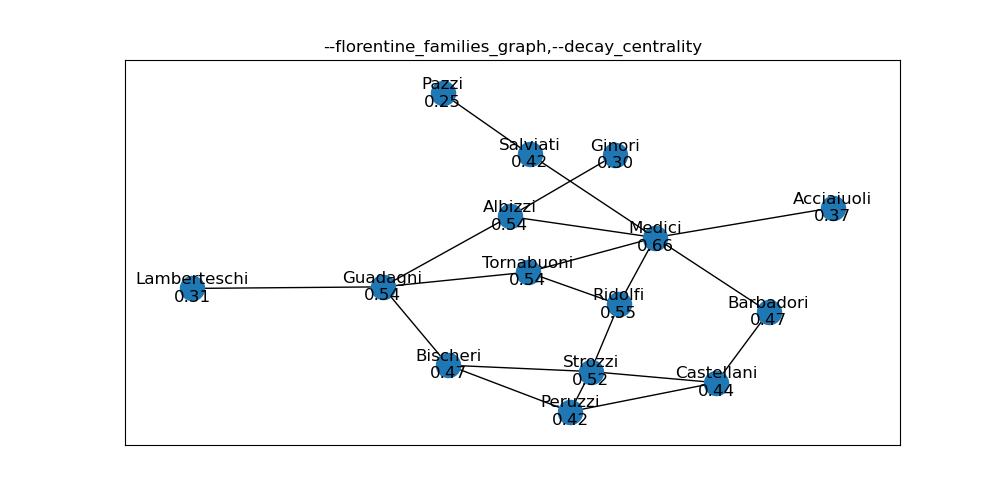 --florentine_families_graph,--decay_centrality
Pazzi
0.25
Salviati
0.42
Ginori
0.30
Acciaiuoli
0.37
Albizzi
0.54
Medici
0.66
Tornabuoni
0.54
Guadagni
0.54
Lamberteschi
0.31
Ridolfi
0.55
Barbadori
0.47
Bischeri
0.47
Strozzi
0.52
Castellani
0.44
Peruzzi
0.42